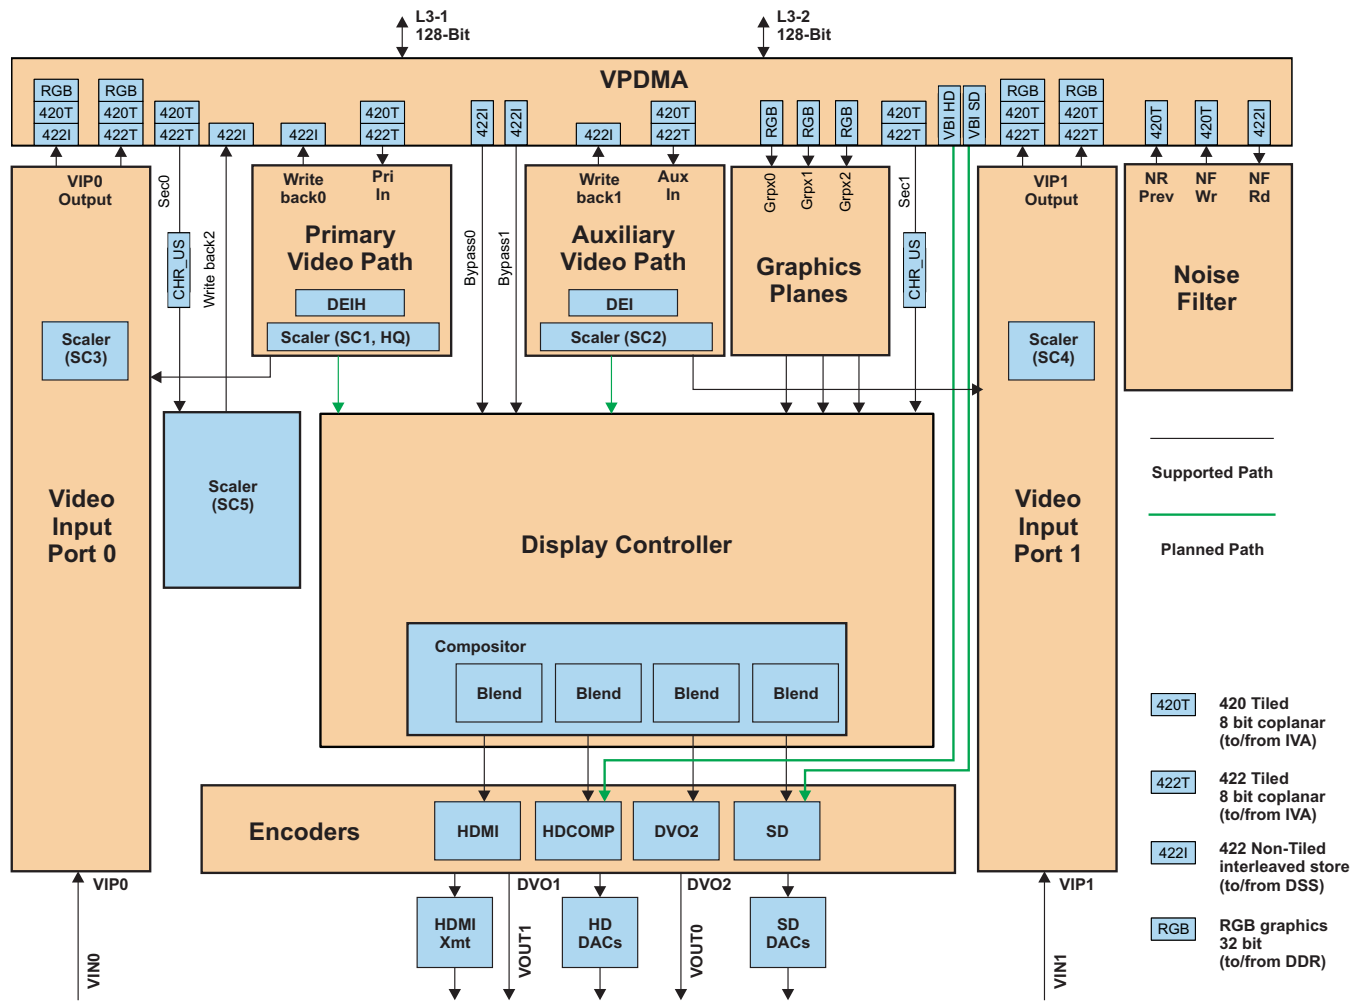 L3-1
128-Bit
L3-2
128-Bit
VPDMA
RGB
420T
422I
RGB
420T
422T
420T
422T
422I
422I
420T
422T
422I
422I
422I
420T
422T
RGB
RGB
RGB
420T
422T
VBI HD
VBI SD
RGB
420T
422T
RGB
420T
422T
420T
420T
422I
VIP0
Output
Sec0
CHR_US
Write back2
Write
back0
Pri
In
Primary
Video Path
DEIH
Scaler (SC1, HQ)
Bypass0
Bypass1
Write
back1
Aux
In
Auxiliary
Video Path
DEI
Scaler (SC2)
Grpx0
Grpx1
Grpx2
Graphics
Planes
Sec1
CHR_US
VIP1
Output
NR
Prev
NF
Wr
NF
Rd
Noise
Filter
Scaler
(SC3)
Scaler
(SC4)
Video
Input
Port 0
Scaler
(SC5)
Display Controller
Video
Input
Port 1
Supported Path
Planned Path
Compositor
Blend
Blend
Blend
Blend
Encoders
HDMI
HDCOMP
DVO2
SD
VIP0
DVO1
DVO2
VIP1
VIN0
HDMI
Xmt
VOUT1
HD
DACs
VOUT0
SD
DACs
VIN1
420T
420 Tiled
8 bit coplanar
(to/from IVA)
422T
422 Tiled
8 bit coplanar
(to/from IVA)
422I
422 Non-Tiled
interleaved store
(to/from DSS)
RGB
RGB graphics
32 bit
(to/from DDR)